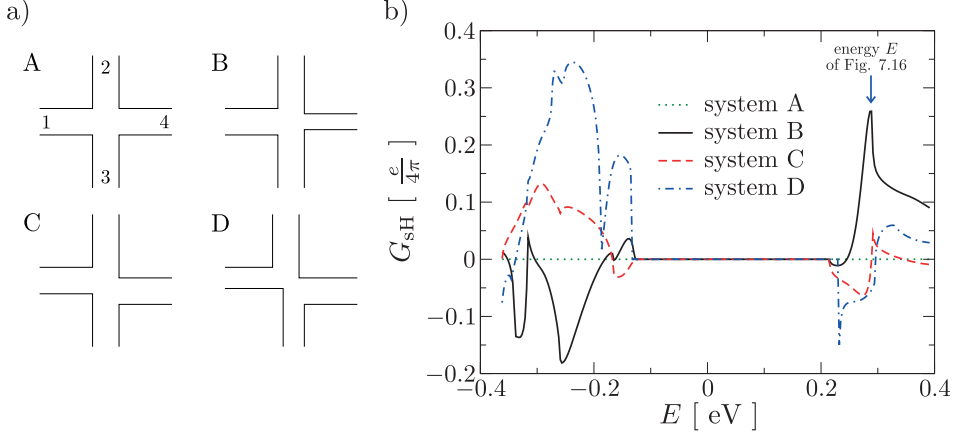 a)
A
1
2
3
4
B
C
D
b)
0.4
0.3
0.2
0.1
0
−0.1
−0.2
G_sH [ e/4π ]
energy E
of Fig. 7.16
system A
system B
system C
system D
−0.4
−0.2
0
0.2
0.4
E [ eV ]